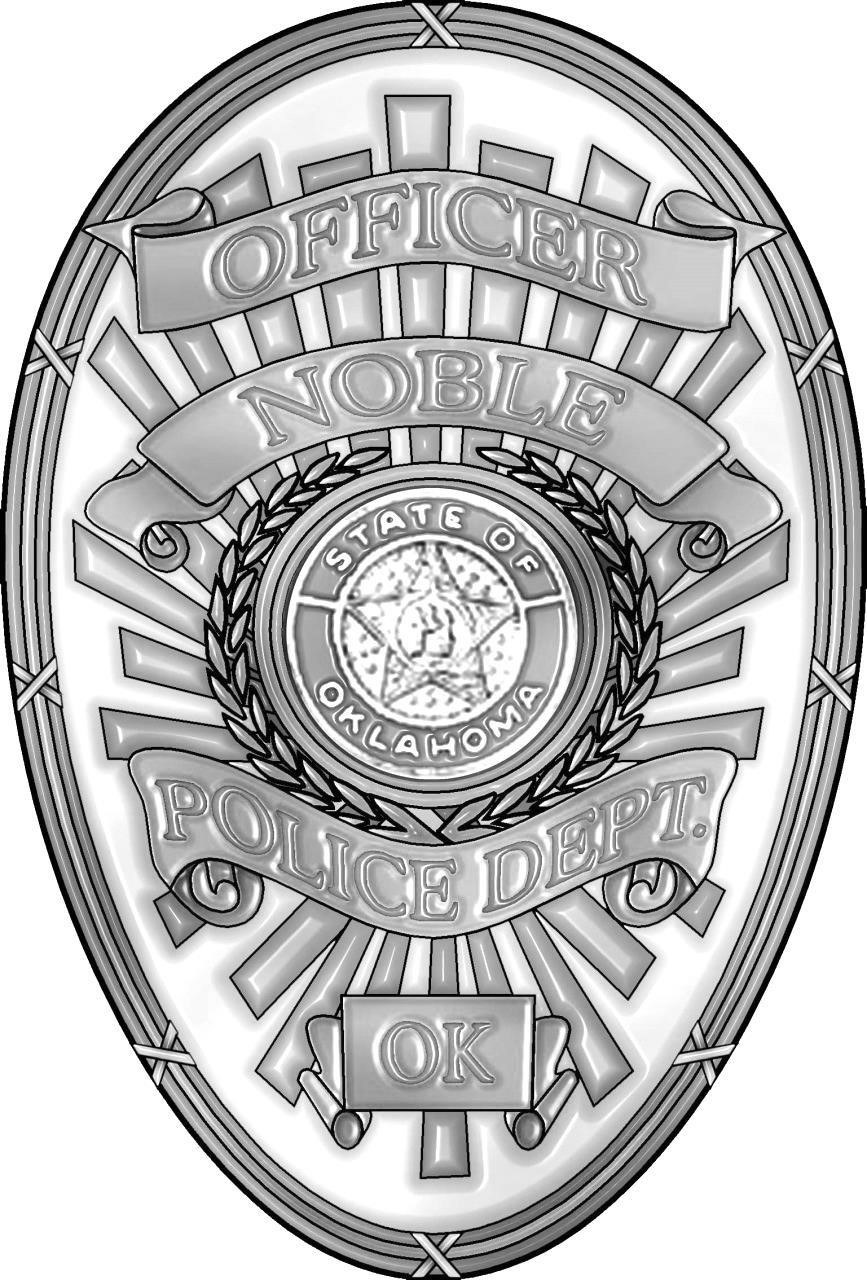 OFFICER
NOBLE
STATE OF
OKLAHOMA
POLICE DEPT.
OK